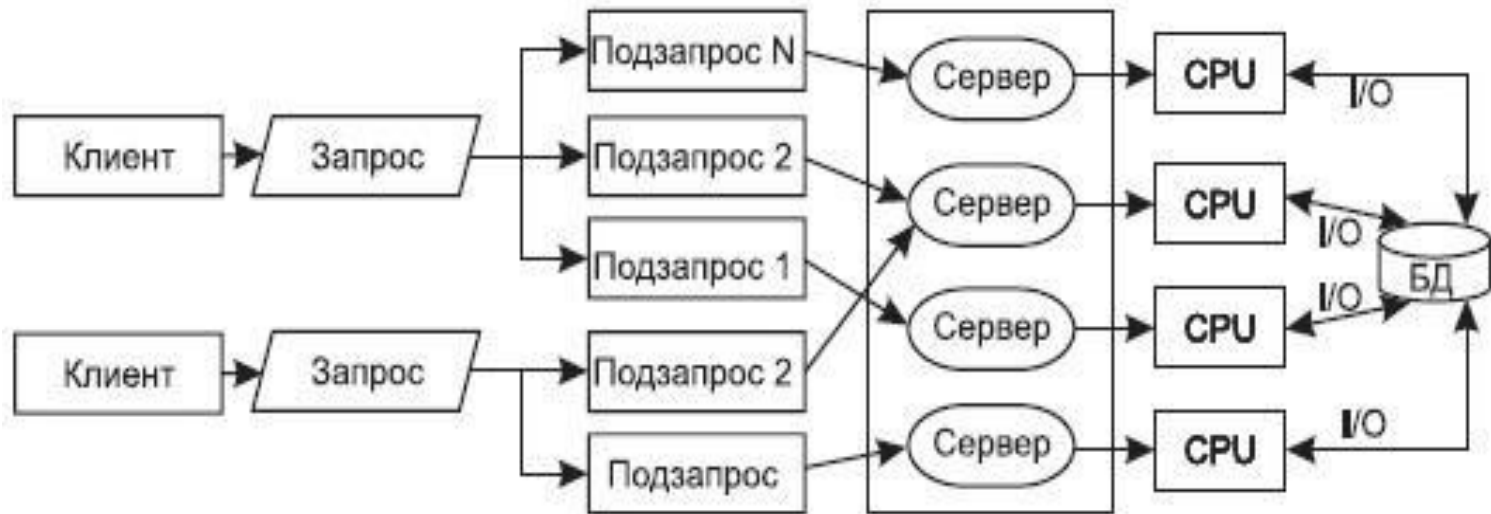 Подзапрос N
Сервер
CPU
I/O
Клиент
Запрос
Подзапрос 2
Сервер
CPU
I/O
Подзапрос 1
БД
Сервер
CPU
I/O
Клиент
Запрос
Подзапрос 2
Подзапрос
Сервер
CPU
I/O